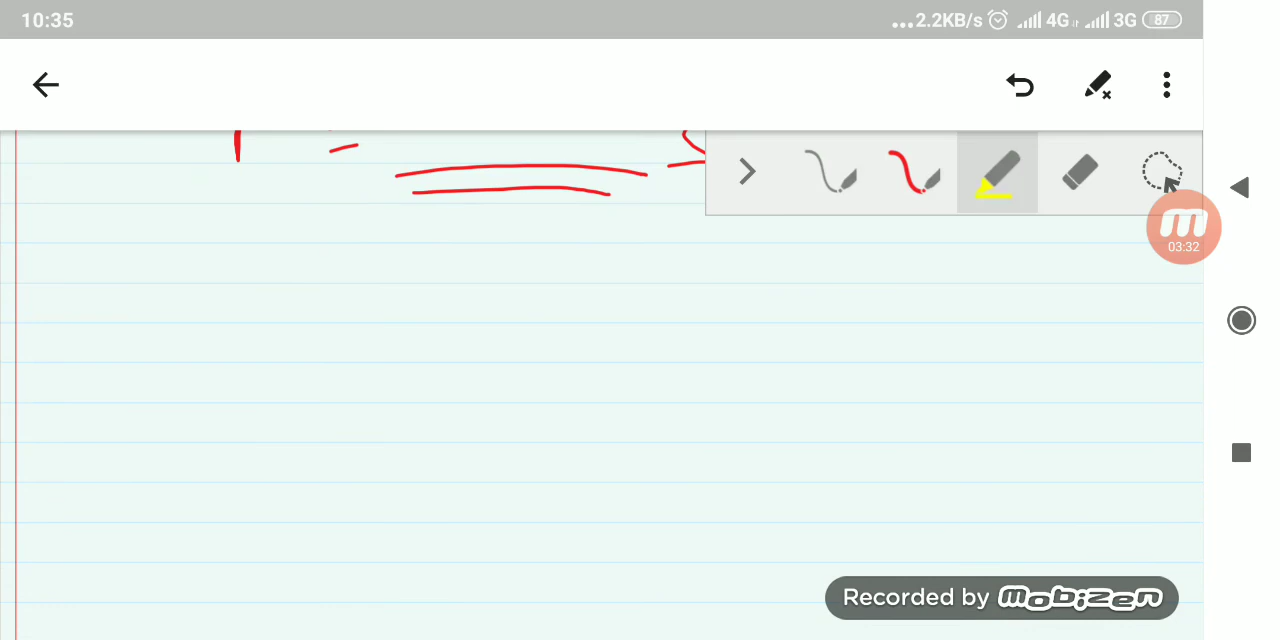 10:35
...2.2KB/s 4G 3G 87
03:32
Recorded by mobizen